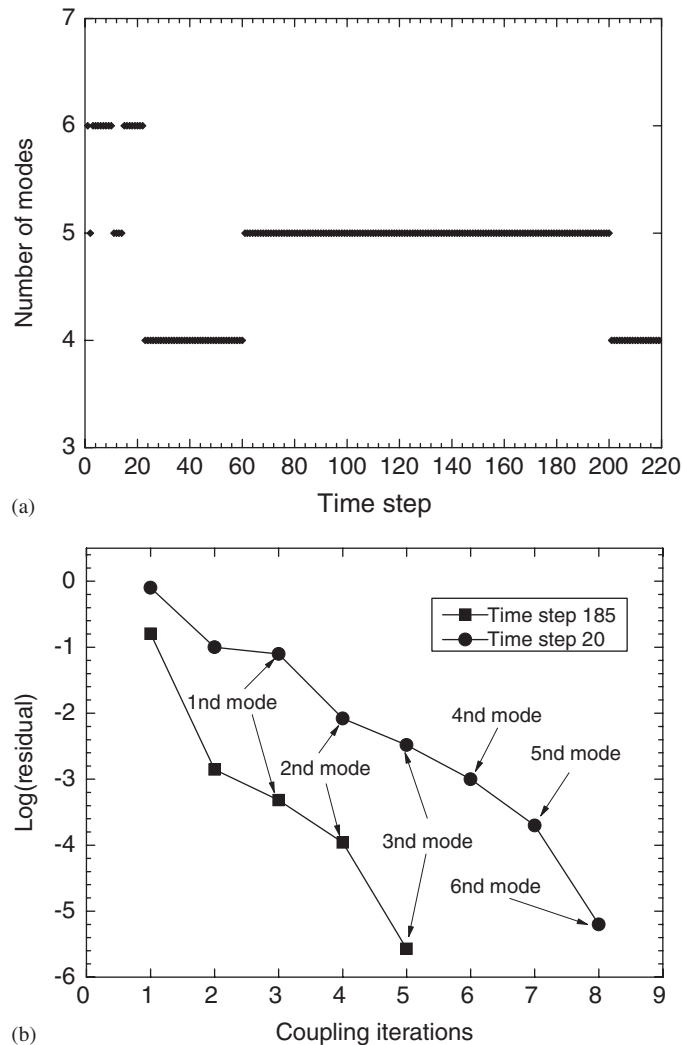 7
6
5
4
3
Number of modes
0 20 40 60 80 100 120 140 160 180 200 220
Time step
(a)
0
-1
-2
-3
-4
-5
-6
Log(residual)
Time step 185
Time step 20
1nd mode
2nd mode
3nd mode
4nd mode
5nd mode
6nd mode
0 1 2 3 4 5 6 7 8 9
Coupling iterations
(b)